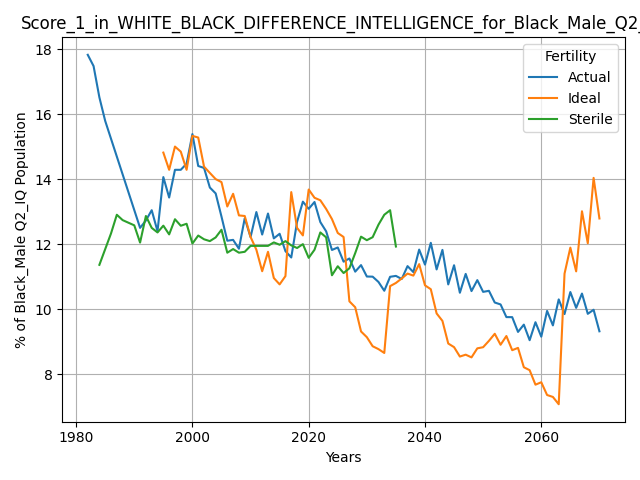 Score_1_in_WHITE_BLACK_DIFFERENCE_INTELLIGENCE_for_Black_Male_Q2_
Fertility
Actual
Ideal
Sterile
% of Black_Male Q2_IQ Population
18
16
14
12
10
8
1980 2000 2020 2040 2060
Years